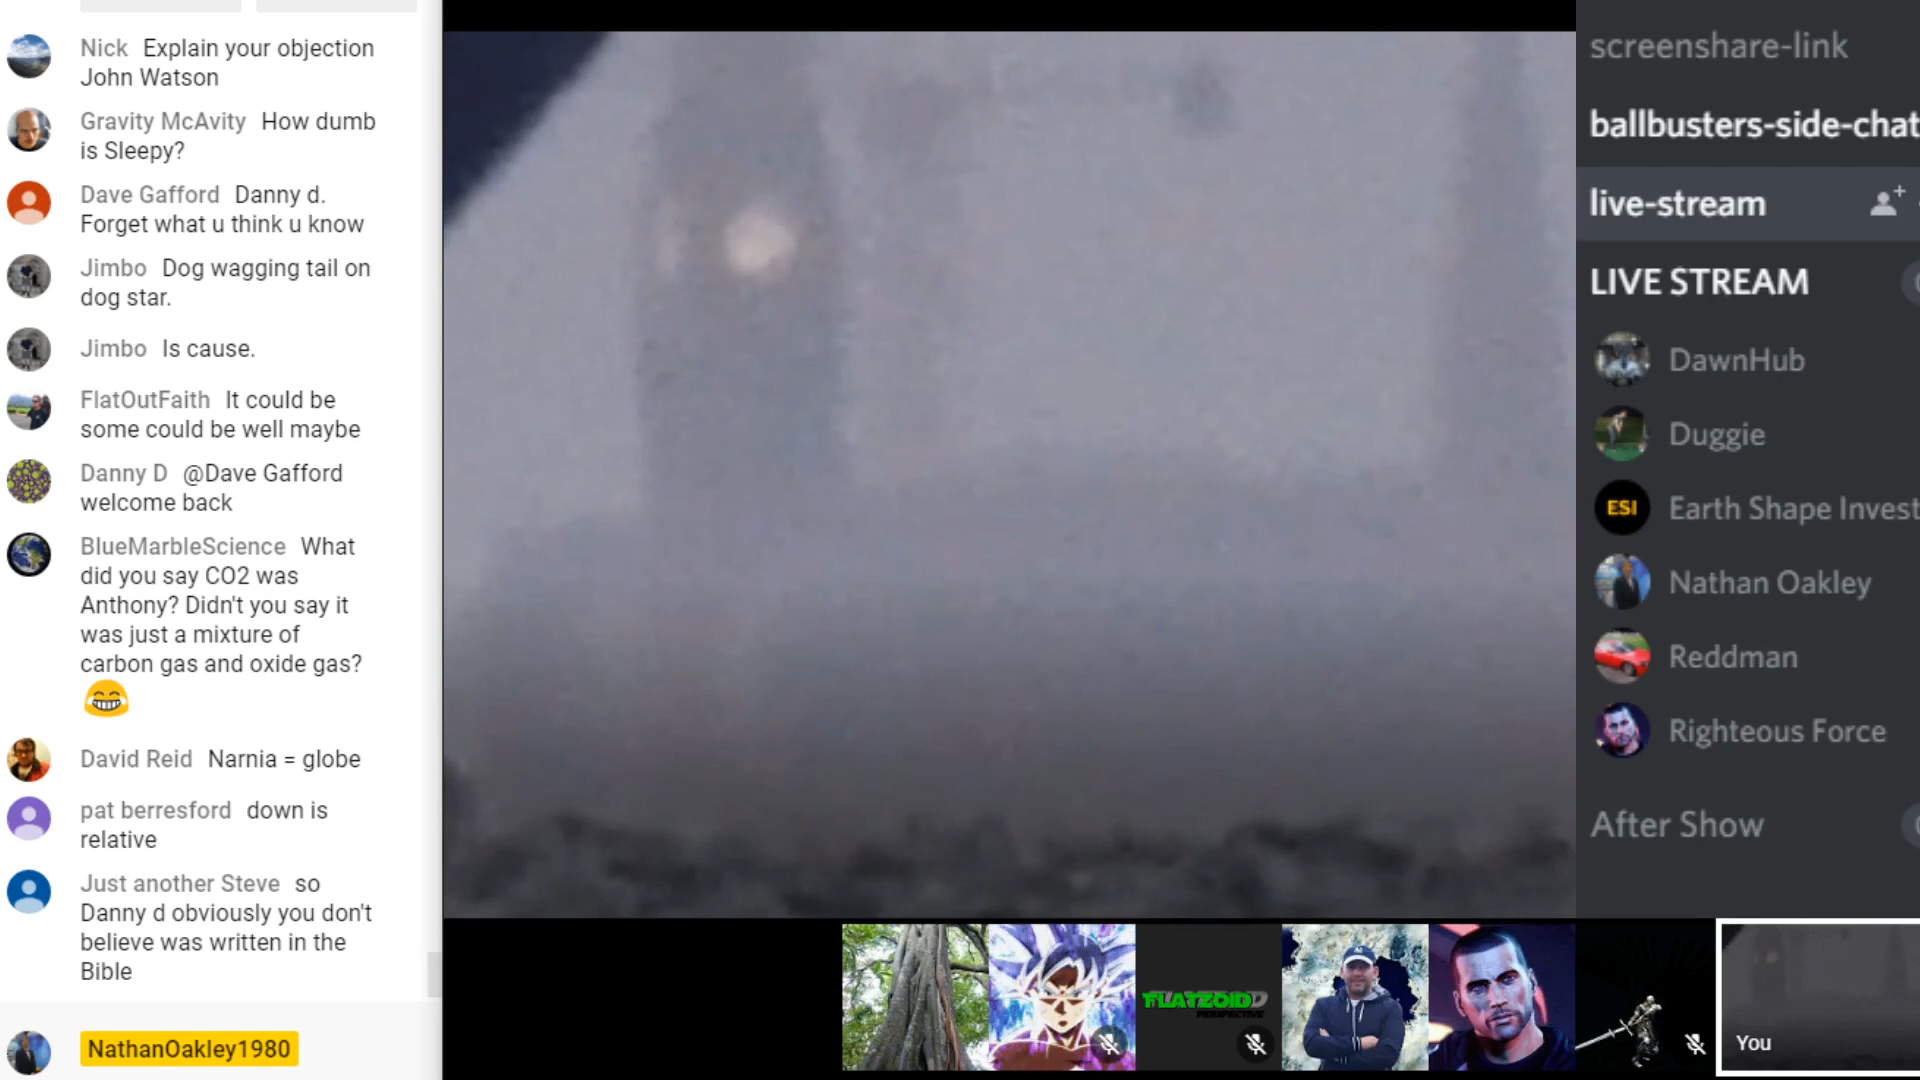 Nick Explain your objection
John Watson
Gravity McAvity How dumb
is Sleepy?
Dave Gafford Danny d.
Forget what u think u know
Jimbo Dog wagging tail on
dog star.
Jimbo Is cause.
FlatOutFaith It could be
some could be well maybe
Danny D @Dave Gafford
welcome back
BlueMarbleScience What
did you say CO2 was
Anthony? Didn't you say it
was just a mixture of
carbon gas and oxide gas?
David Reid Narnia = globe
pat berresford down is
relative
Just another Steve so
Danny d obviously you don't
believe was written in the
Bible
NathanOakley1980
screenshare-link
ballbusters-side-chat
live-stream
LIVE STREAM
DawnHub
Duggie
ESI Earth Shape Invest
Nathan Oakley
Reddman
Righteous Force
After Show
FLATZOIDD
PERSPECTIVE
You